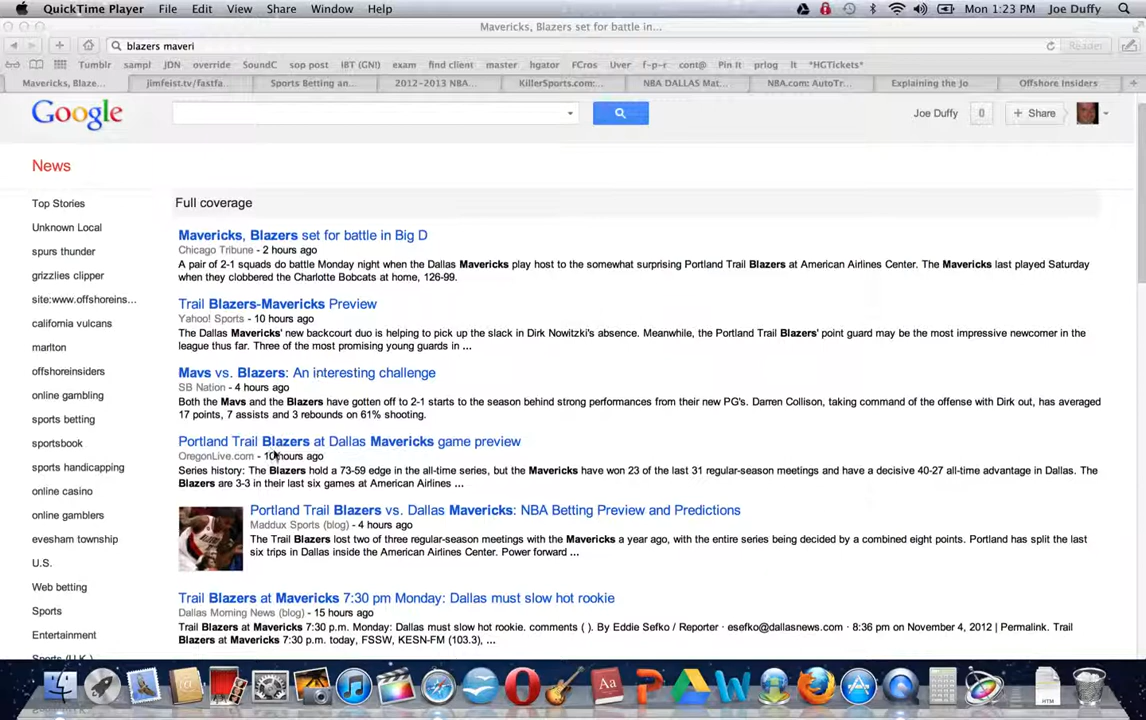 QuickTime Player File Edit View Share Window Help Mon 1:23 PM Joe Duffy
Mavericks, Blazers set for battle in...
blazers maveri Reader
Tumblr sampl JDN override SoundC sop post IBT (GNI) exam find client master hgator FCros Uver f-p-r cont@ Pin It prlog It *HGTickets*
Mavericks, Blaze... jimfeist.tv/fastfa... Sports Betting an... 2012–2013 NBA... KillerSports.com:... NBA DALLAS Mat... NBA.com: AutoTr... Explaining the Jo... Offshore Insiders
Google Joe Duffy 0 + Share
News
Full coverage
Top Stories
Unknown Local
spurs thunder
grizzlies clipper
site:www.offshoreins...
california vulcans
marlton
offshoreinsiders
online gambling
sports betting
sportsbook
sports handicapping
online casino
online gamblers
evesham township
U.S.
Web betting
Sports
Entertainment
Sports (U.K.)
Mavericks, Blazers set for battle in Big D
Chicago Tribune - 2 hours ago
A pair of 2-1 squads do battle Monday night when the Dallas Mavericks play host to the somewhat surprising Portland Trail Blazers at American Airlines Center. The Mavericks last played Saturday
when they clobbered the Charlotte Bobcats at home, 126-99.
Trail Blazers-Mavericks Preview
Yahoo! Sports - 10 hours ago
The Dallas Mavericks' new backcourt duo is helping to pick up the slack in Dirk Nowitzki's absence. Meanwhile, the Portland Trail Blazers' point guard may be the most impressive newcomer in the
league thus far. Three of the most promising young guards in ...
Mavs vs. Blazers: An interesting challenge
SB Nation - 4 hours ago
Both the Mavs and the Blazers have gotten off to 2-1 starts to the season behind strong performances from their new PG's. Darren Collison, taking command of the offense with Dirk out, has averaged
17 points, 7 assists and 3 rebounds on 61% shooting.
Portland Trail Blazers at Dallas Mavericks game preview
OregonLive.com - 10 hours ago
Series history: The Blazers hold a 73-59 edge in the all-time series, but the Mavericks have won 23 of the last 31 regular-season meetings and have a decisive 40-27 all-time advantage in Dallas. The
Blazers are 3-3 in their last six games at American Airlines ...
Portland Trail Blazers vs. Dallas Mavericks: NBA Betting Preview and Predictions
Maddux Sports (blog) - 4 hours ago
The Trail Blazers lost two of three regular-season meetings with the Mavericks a year ago, with the entire series being decided by a combined eight points. Portland has split the last
six trips in Dallas inside the American Airlines Center. Power forward ...
Trail Blazers at Mavericks 7:30 pm Monday: Dallas must slow hot rookie
Dallas Morning News (blog) - 15 hours ago
Trail Blazers at Mavericks 7:30 p.m. Monday: Dallas must slow hot rookie. comments ( ). By Eddie Sefko / Reporter · esefko@dallasnews.com · 8:36 pm on November 4, 2012 | Permalink. Trail
Blazers at Mavericks 7:30 p.m. today, FSSW, KESN-FM (103.3), ...